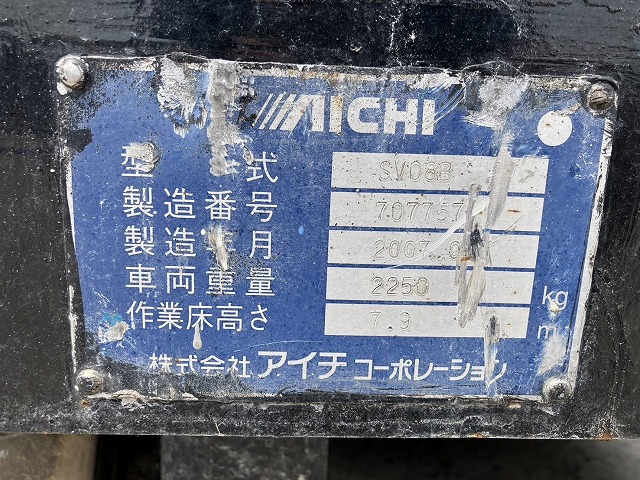 AICHI
型式 SV08B
製造番号 707757
製造年月 2007.0
車両重量 2250 kg
作業床高さ 7.9 m
株式会社 アイチコーポレーション